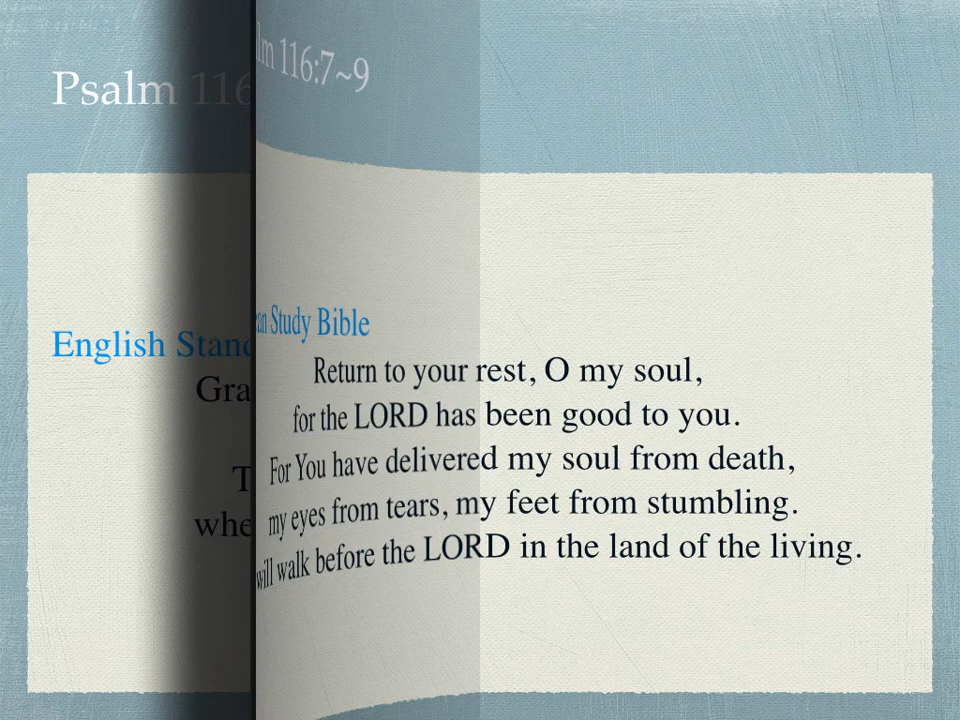 Psalm 116
lm 116:7~9
English Stand
Gra
T
whe
an Study Bible
Return to your rest, O my soul,
for the LORD has been good to you.
For You have delivered my soul from death,
my eyes from tears, my feet from stumbling.
will walk before the LORD in the land of the living.